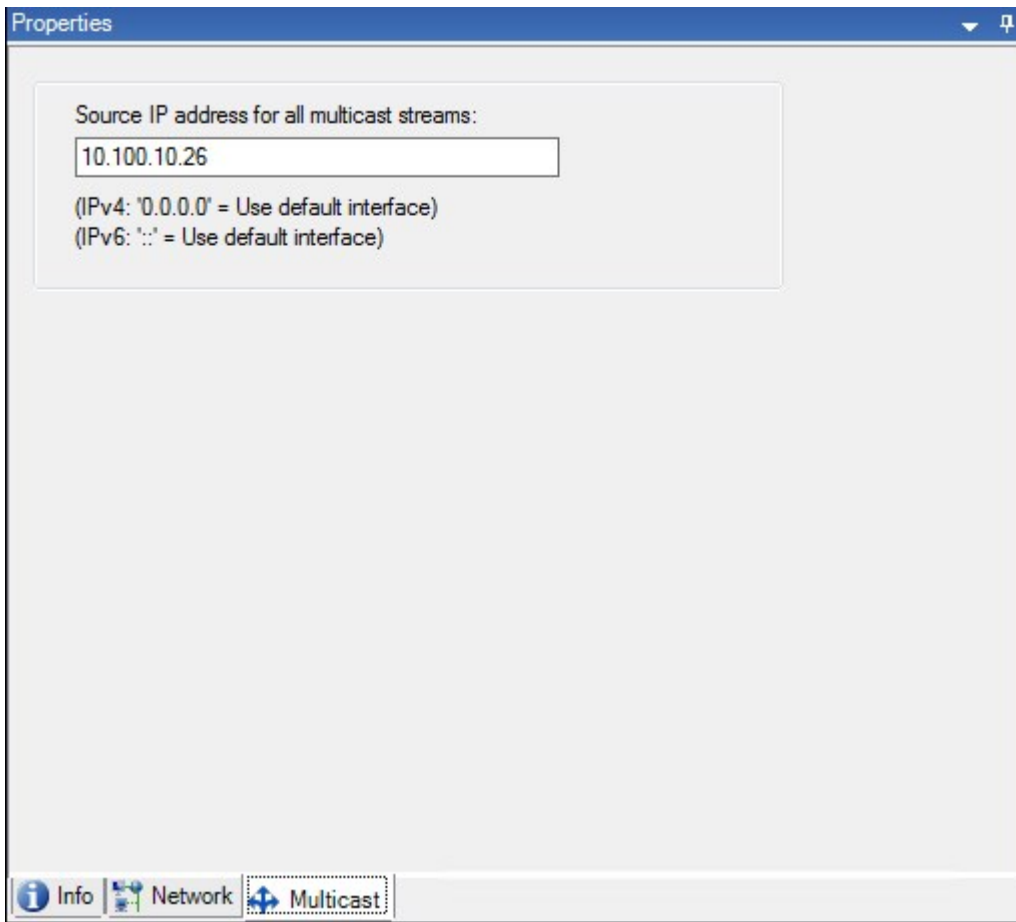 Properties
Source IP address for all multicast streams:
10.100.10.26
(IPv4: '0.0.0.0' = Use default interface)
(IPv6: '::' = Use default interface)
Info Network Multicast